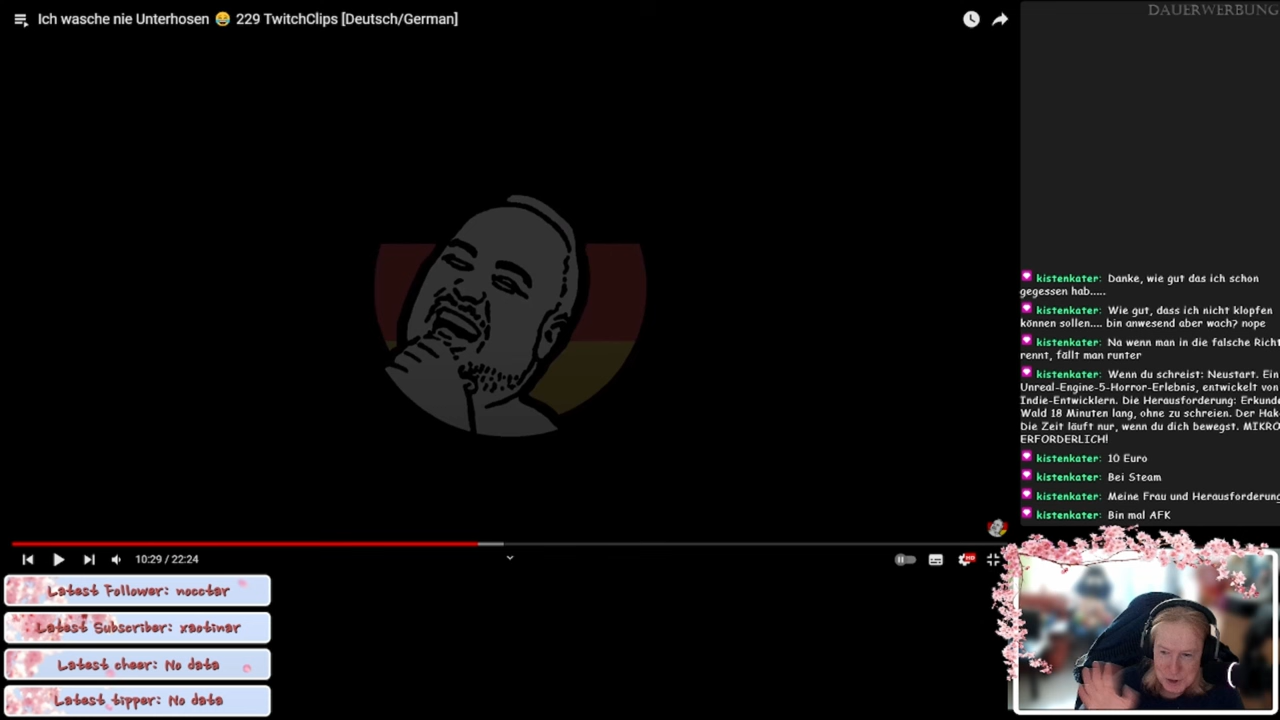 Ich wasche nie Unterhosen 😂 229 TwitchClips [Deutsch/German]
DAUERWERBUNG
kistenkater: Danke, wie gut das ich schon
gegessen hab.....
kistenkater: Wie gut, dass ich nicht klopfen
können sollen.... bin anwesend aber wach? nope
kistenkater: Na wenn man in die falsche Richt
rennt, fällt man runter
kistenkater: Wenn du schreist: Neustart. Ein
Unreal-Engine-5-Horror-Erlebnis, entwickelt von
Indie-Entwicklern. Die Herausforderung: Erkunde
Wald 18 Minuten lang, ohne zu schreien. Der Hak
Die Zeit läuft nur, wenn du dich bewegst. MIKRO
ERFORDERLICH!
kistenkater: 10 Euro
kistenkater: Bei Steam
kistenkater: Meine Frau und Herausforderung
kistenkater: Bin mal AFK
10:29 / 22:24
HD
Latest Follower: nocctar
Latest Subscriber: xaotinar
Latest cheer: No data
Latest tipper: No data